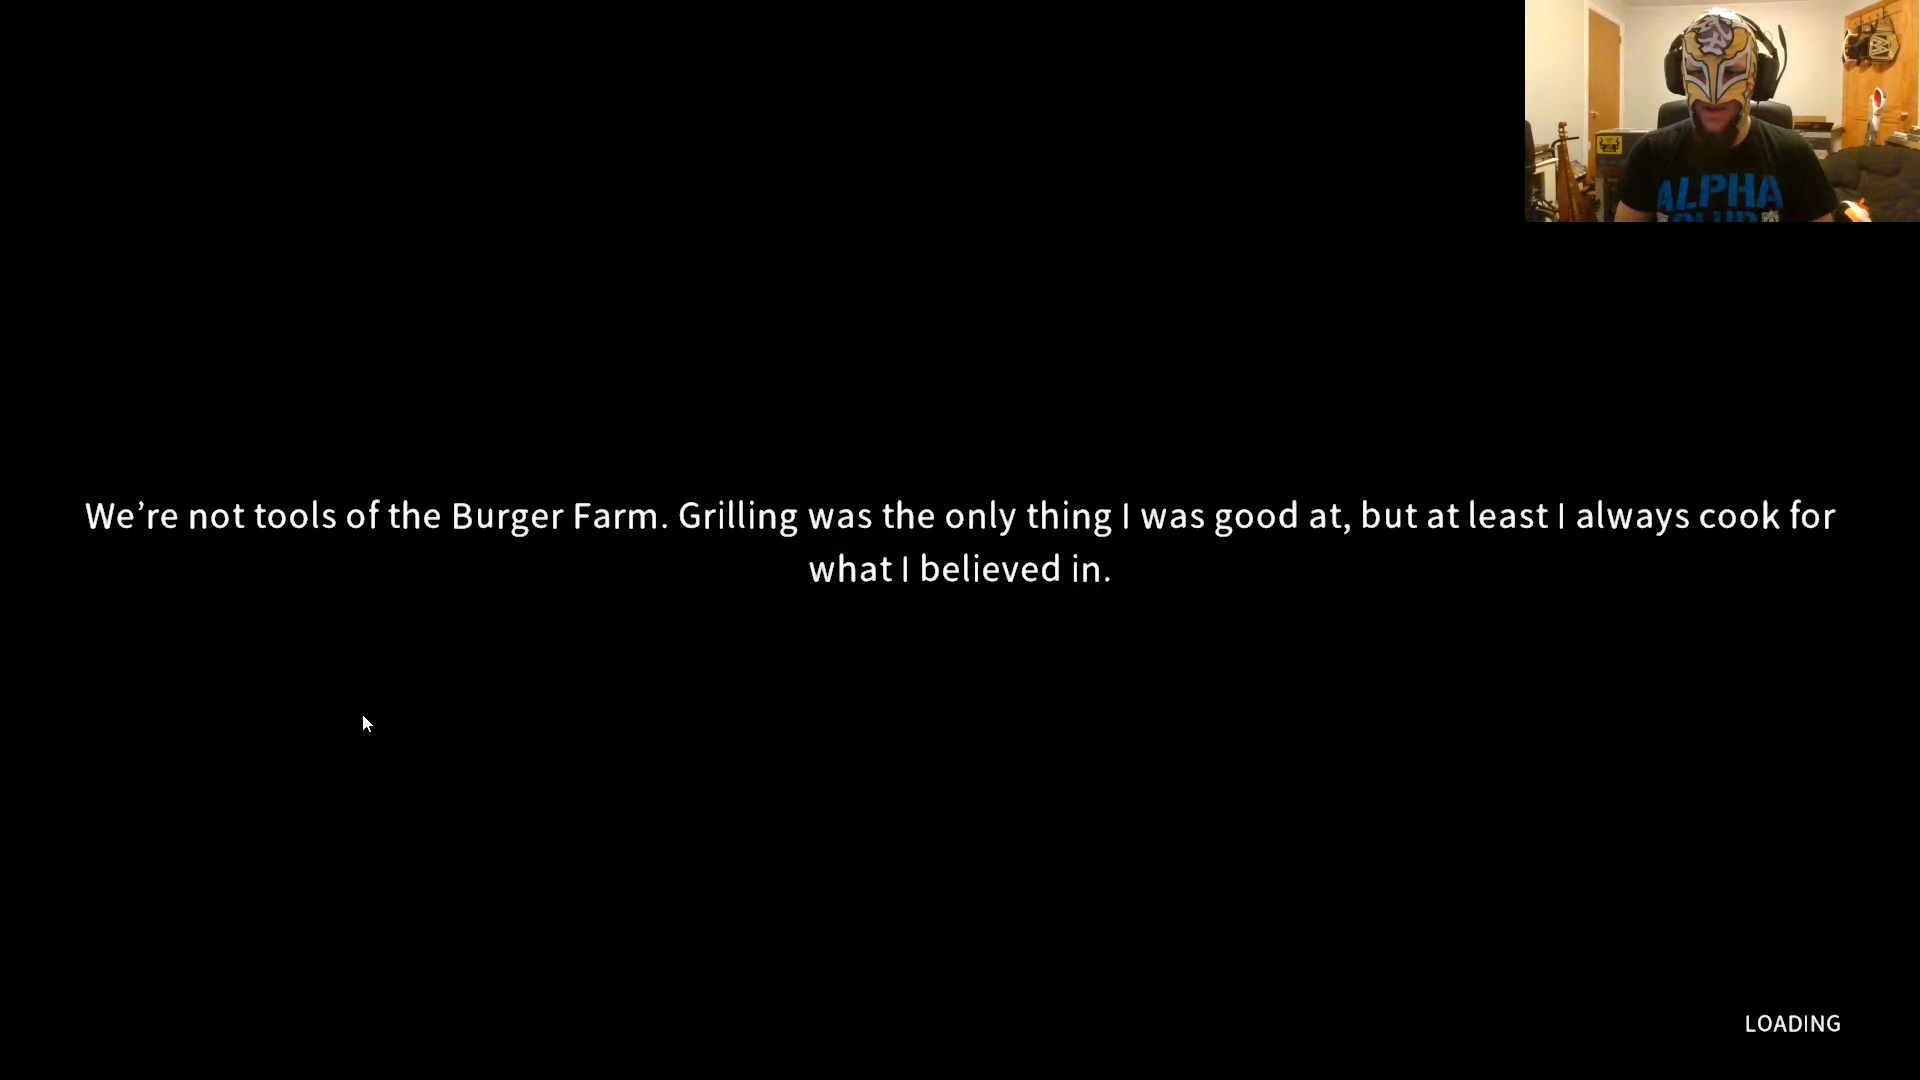 ALPHA
CLUB
We’re not tools of the Burger Farm. Grilling was the only thing I was good at, but at least I always cook for
what I believed in.
LOADING